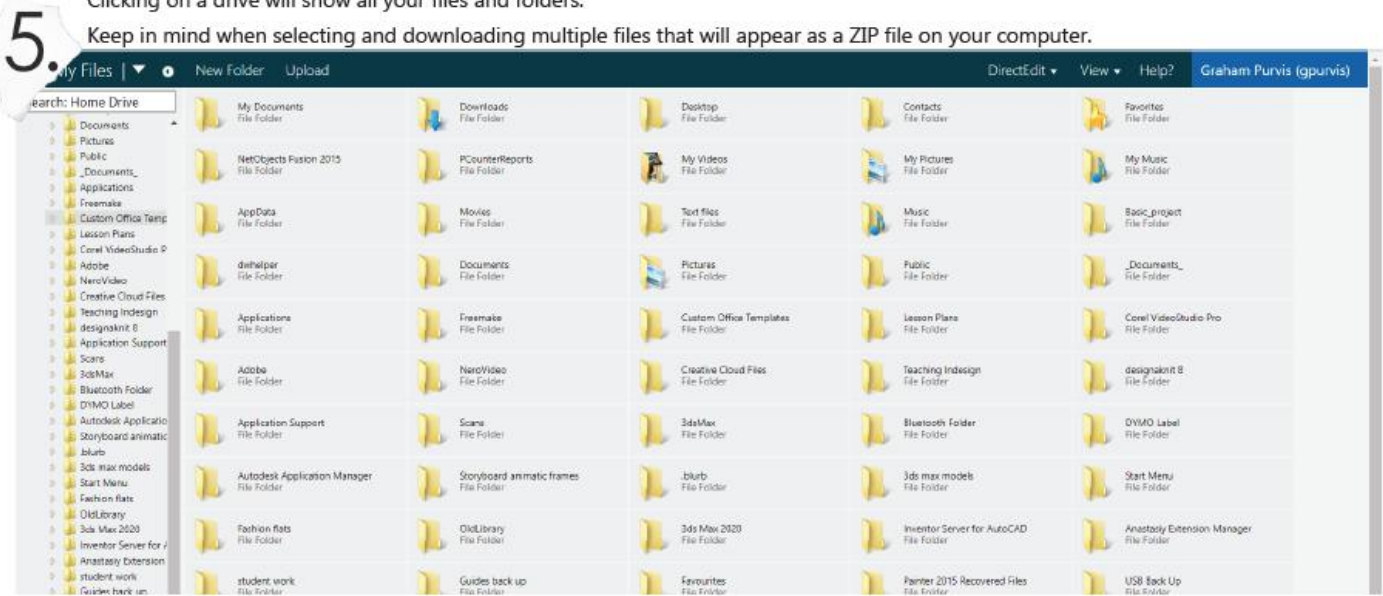 Clicking on a drive will show all your files and folders.
5.
Keep in mind when selecting and downloading multiple files that will appear as a ZIP file on your computer.
My Files | New Folder Upload DirectEdit View Help? Graham Purvis (gpurvis)
earch: Home Drive
Documents
Pictures
Public
_Documents_
Applications
Freemake
Custom Office Temp
Lesson Plans
Corel VideoStudio P
Adobe
NeroVideo
Creative Cloud Files
Teaching Indesign
designaknit 8
Application Support
Scans
3dsMax
Bluetooth Folder
DYMO Label
Autodesk Applicatio
Storyboard animatic
.blurb
3ds max models
Start Menu
Fashion flats
OldLibrary
3ds Max 2020
Inventor Server for A
Anastasiy Extension
student work
Guides back up
My Documents Downloads Desktop Contacts Favorites
File Folder File Folder File Folder File Folder File Folder
NetObjects Fusion 2015 PCounterReports My Videos My Pictures My Music
File Folder File Folder File Folder File Folder File Folder
AppData Movies Text files Music Basic_project
File Folder File Folder File Folder File Folder File Folder
dwhelper Documents Pictures Public _Documents_
File Folder File Folder File Folder File Folder File Folder
Applications Freemake Custom Office Templates Lesson Plans Corel VideoStudio Pro
File Folder File Folder File Folder File Folder File Folder
Adobe NeroVideo Creative Cloud Files Teaching Indesign designaknit 8
File Folder File Folder File Folder File Folder File Folder
Application Support Scans 3dsMax Bluetooth Folder DYMO Label
File Folder File Folder File Folder File Folder File Folder
Autodesk Application Manager Storyboard animatic frames .blurb 3ds max models Start Menu
File Folder File Folder File Folder File Folder File Folder
Fashion flats OldLibrary 3ds Max 2020 Inventor Server for AutoCAD Anastasiy Extension Manager
File Folder File Folder File Folder File Folder File Folder
student work Guides back up Favourites Painter 2015 Recovered Files USB Back Up
File Folder File Folder File Folder File Folder File Folder